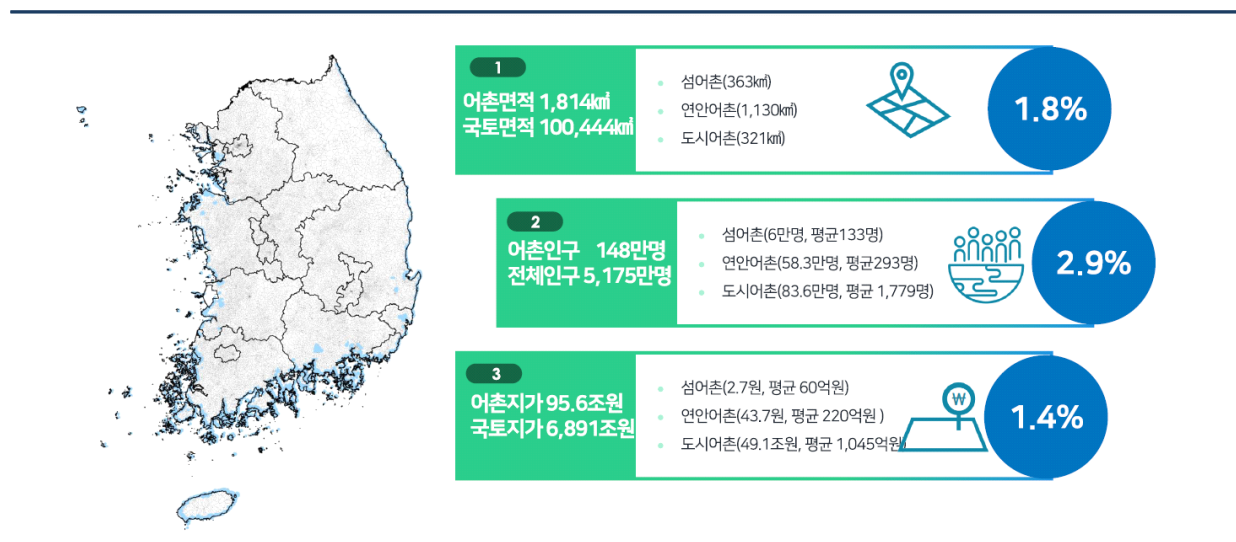 1
어촌면적 1,814㎢
국토면적 100,444㎢
섬어촌(363㎢)
연안어촌(1,130㎢)
도시어촌(321㎢)
1.8%
2
어촌인구 148만명
전체인구 5,175만명
섬어촌(6만명, 평균133명)
연안어촌(58.3만명, 평균293명)
도시어촌(83.6만명, 평균 1,779명)
2.9%
3
어촌지가 95.6조원
국토지가 6,891조원
섬어촌(2.7원, 평균 60억원)
연안어촌(43.7원, 평균 220억원 )
도시어촌(49.1조원, 평균 1,045억원)
₩
1.4%